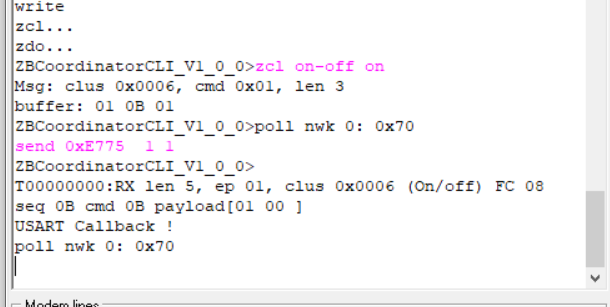 write
zcl...
zdo...
ZBCoordinatorCLI_V1_0_0>zcl on-off on
Msg: clus 0x0006, cmd 0x01, len 3
buffer: 01 0B 01
ZBCoordinatorCLI_V1_0_0>poll nwk 0: 0x70
send 0xE775  1 1
ZBCoordinatorCLI_V1_0_0>
T00000000:RX len 5, ep 01, clus 0x0006 (On/off) FC 08
seq 0B cmd 0B payload[01 00 ]
USART Callback !
poll nwk 0: 0x70
Modem lines